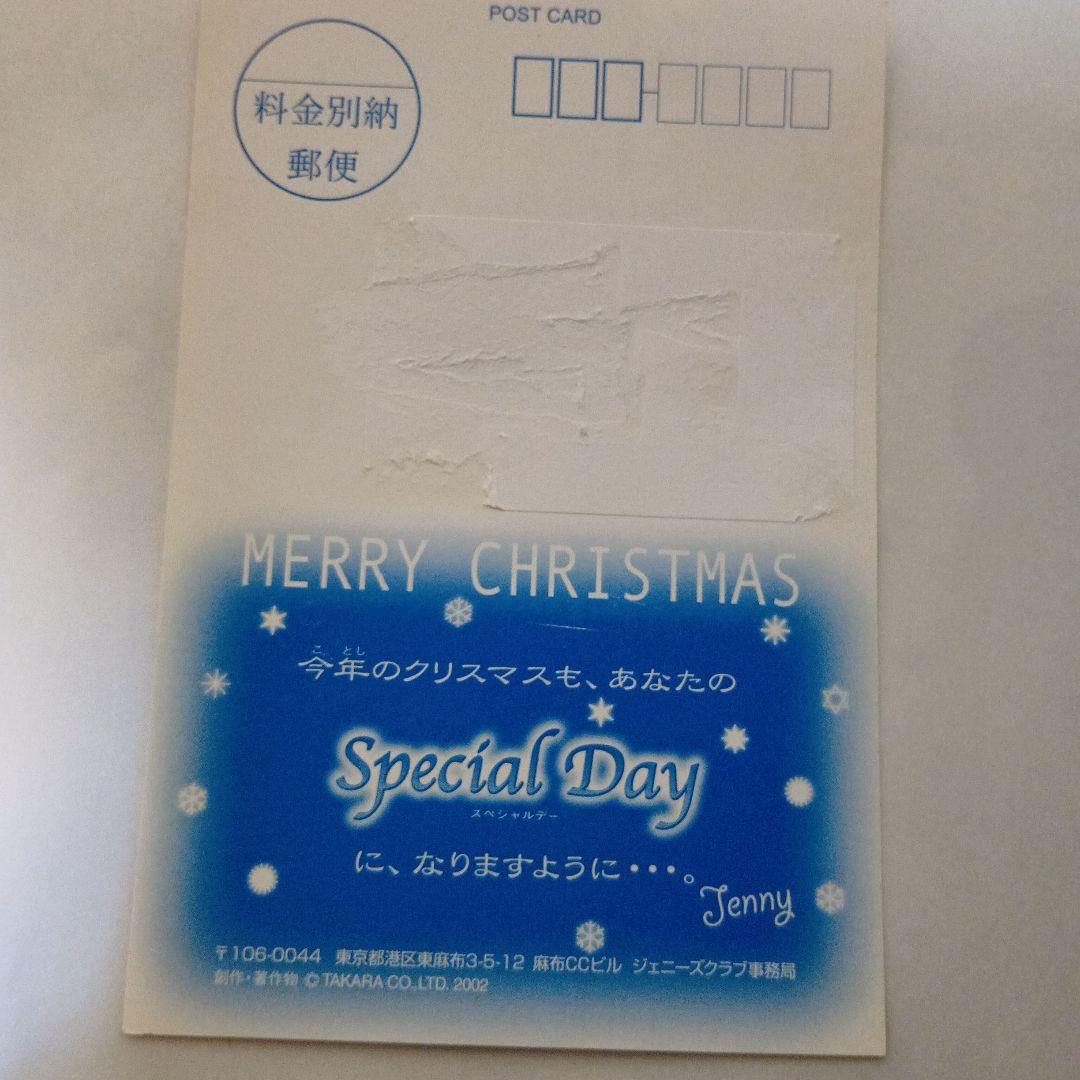 POST CARD
料金別納
郵便
MERRY CHRISTMAS
こ とし
今年のクリスマスも、あなたの
Special Day
スペシャルデー
に、なりますように・・・。
Jenny
〒106-0044 東京都港区東麻布3-5-12 麻布CCビル ジェニーズクラブ事務局
創作・著作物 © TAKARA CO.,LTD. 2002